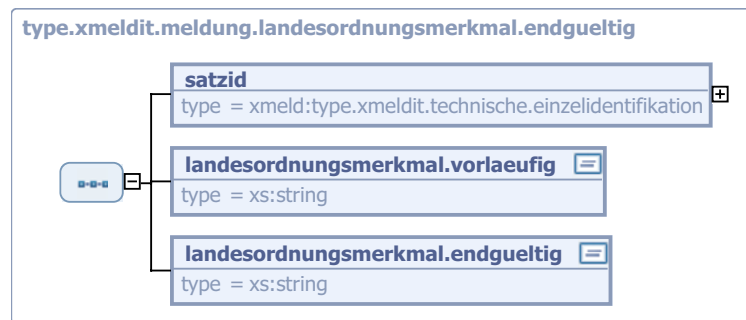 type.xmeldit.meldung.landesordnungsmerkmal.endgueltig
satzid
type = xmeld:type.xmeldit.technische.einzelidentifikation
landesordnungsmerkmal.vorlaeufig
type = xs:string
landesordnungsmerkmal.endgueltig
type = xs:string